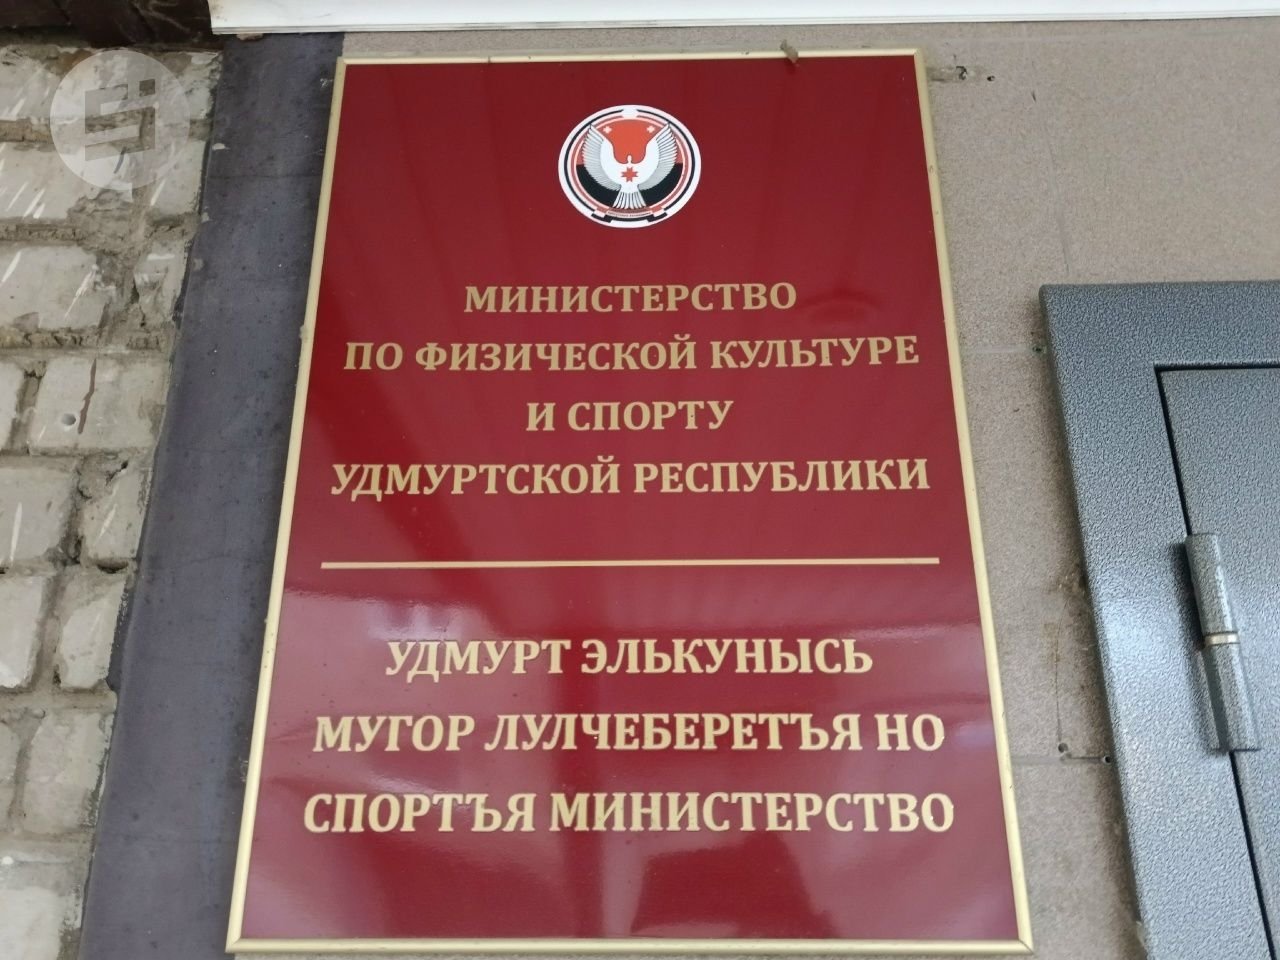 МИНИСТЕРСТВО
ПО ФИЗИЧЕСКОЙ КУЛЬТУРЕ
И СПОРТУ
УДМУРТСКОЙ РЕСПУБЛИКИ
УДМУРТ ЭЛЬКУНЫСЬ
МУГОР ЛУЛЧЕБЕРЕТЪЯ НО
СПОРТЪЯ МИНИСТЕРСТВО